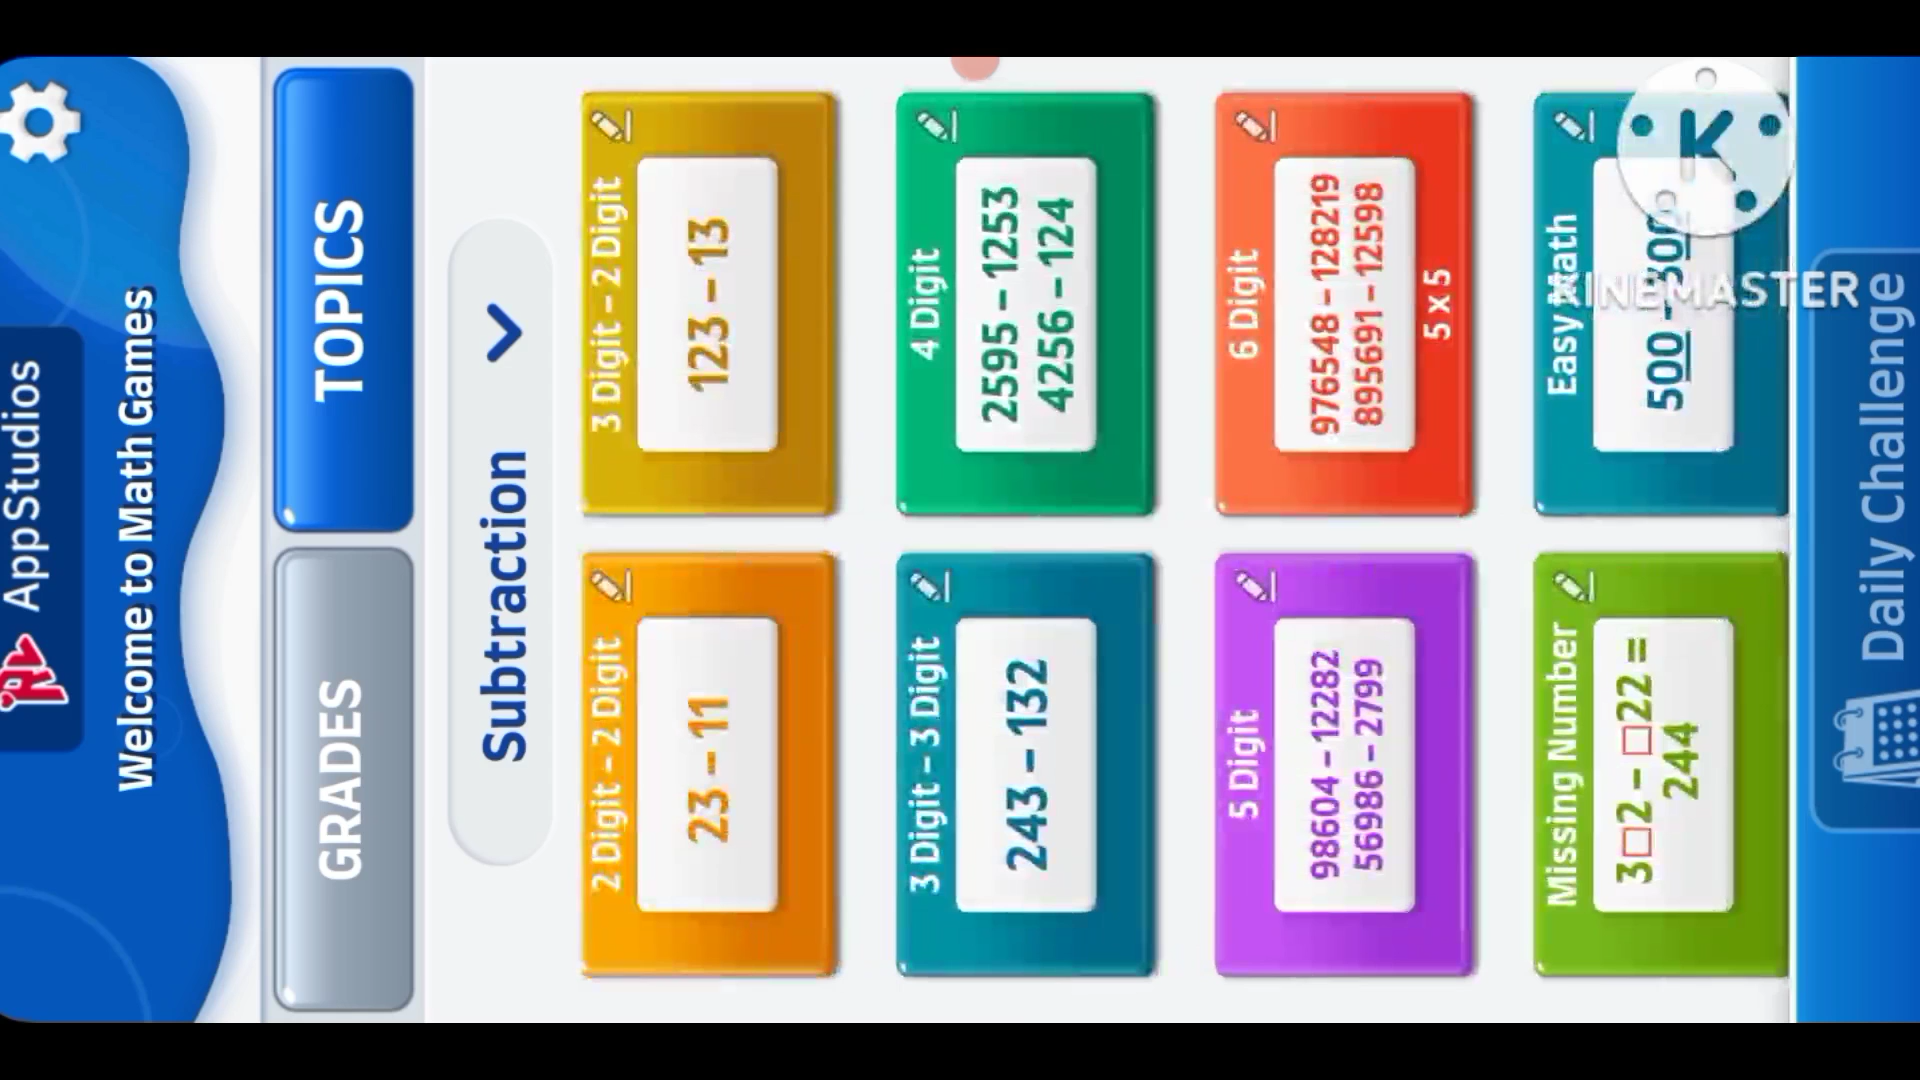 RV AppStudios
Welcome to Math Games
GRADES
TOPICS
Subtraction
2 Digit – 2 Digit
23 – 11
3 Digit – 2 Digit
123 – 13
3 Digit – 3 Digit
243 – 132
4 Digit
2595 – 1253
4256 – 124
5 Digit
98604 – 12282
56986 – 2799
6 Digit
976548 – 128219
895691 – 12598
5 x 5
Missing Number
3□2 – □22 =
244
Easy Math
500 – 300
Daily Challenge
K
KINEMASTER